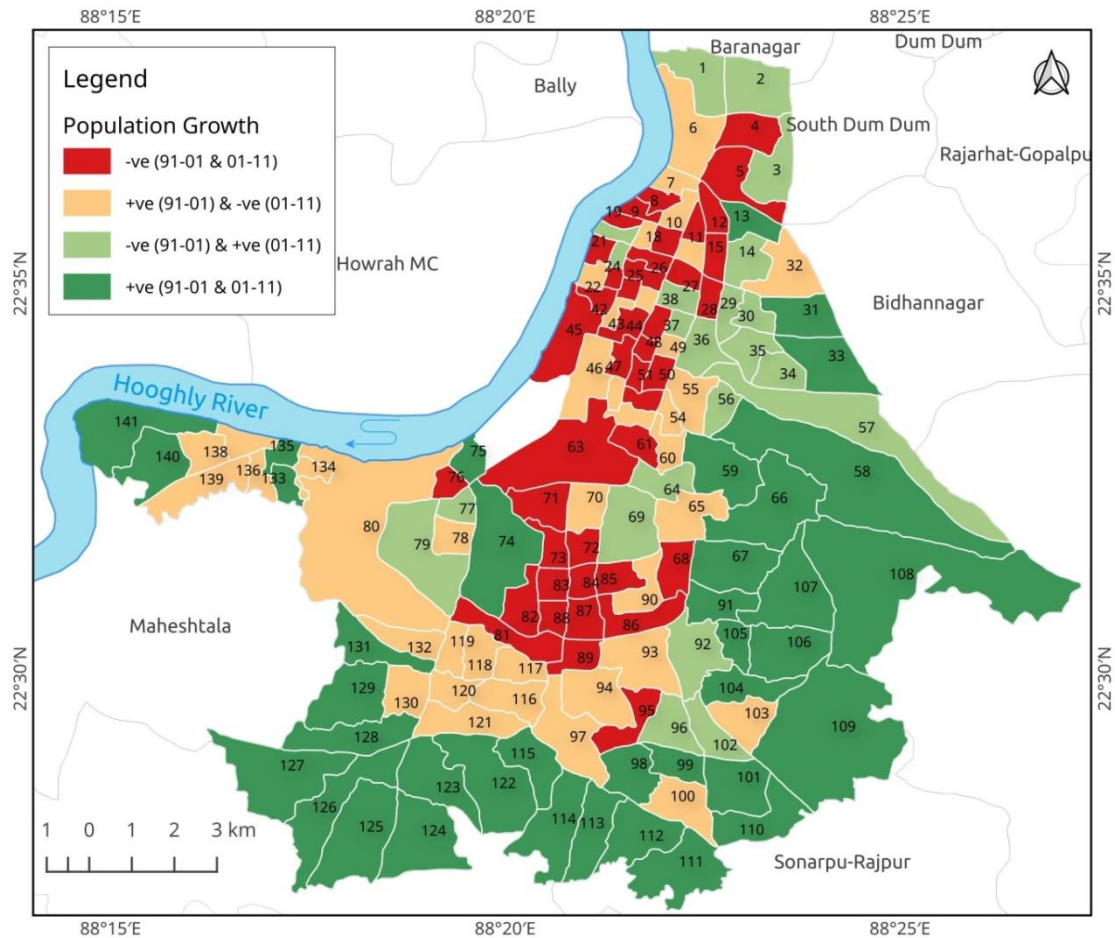 88°15′E 88°20′E 88°25′E
Legend
Population Growth
-ve (91-01 & 01-11)
+ve (91-01) & -ve (01-11)
-ve (91-01) & +ve (01-11)
+ve (91-01 & 01-11)
Baranagar
Dum Dum
Bally
South Dum Dum
Rajarhat-Gopalpu
Howrah MC
Bidhannagar
22°35′N
22°35′N
Hooghly River
Maheshtala
Sonarpu-Rajpur
22°30′N
22°30′N
1 2
6 4
5 3
7
8
19 9
10 12 13
18 11
21 15 14
24 26 32
25
22 27
38 29
42 28 30 31
45 43 44 37
48 36
49 35 33
46 47
51 50 34
55
56
54 57
141
63 61
135 75 60
138 59 58
140 134
136 76
139 133 64
66
71 70 65
77 69
80
78
79 74
72
73 68 67
108
83 84 85
107
90 91
82 88 87
86
81
119 105
131 132 93 92 106
118 117 89
129 94 104
120 116
130 95 103
121
97 96
128 102
109
127 115
98 99
123 122 101
100
126
125 124 114 113 112 110
111
1 0 1 2 3 km
88°15′E 88°20′E 88°25′E